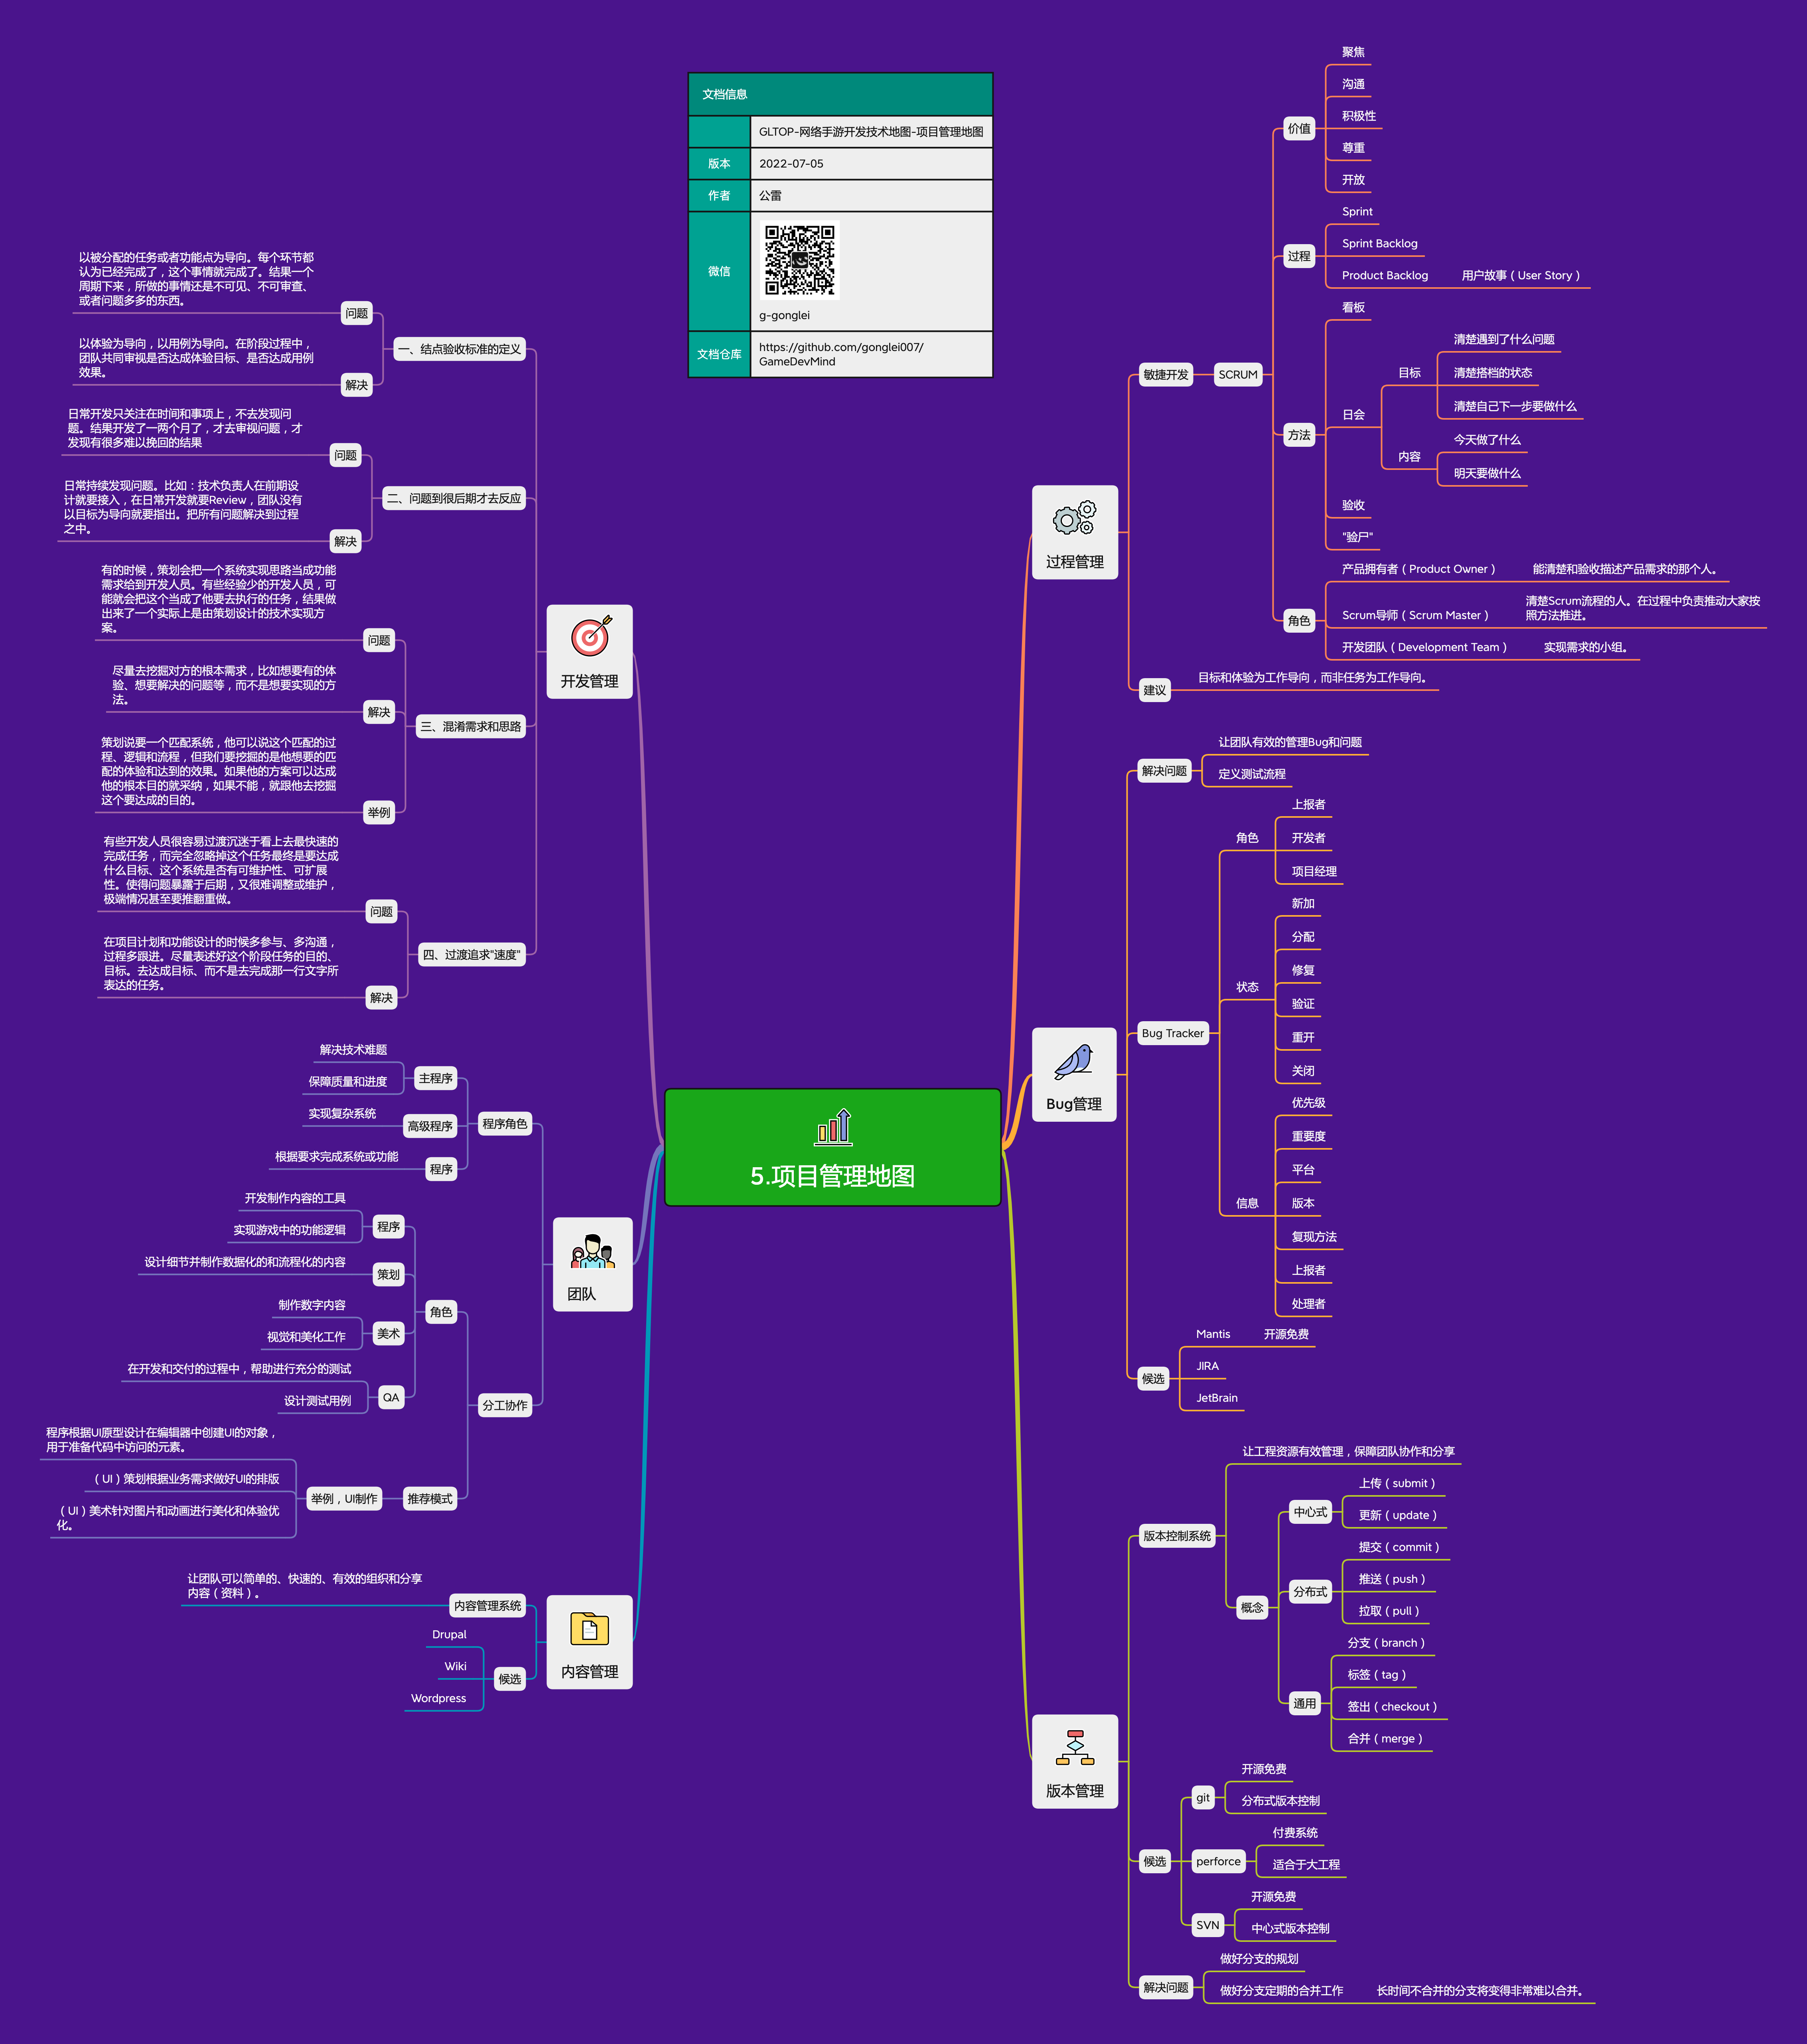 文档信息
GLTOP-网络手游开发技术地图-项目管理地图
版本
2022-07-05
作者
公雷
微信
g-gonglei
文档仓库
https://github.com/gonglei007/
GameDevMind
5.项目管理地图
过程管理
敏捷开发
SCRUM
价值
聚焦
沟通
积极性
尊重
开放
过程
Sprint
Sprint Backlog
Product Backlog
用户故事（User Story）
方法
看板
日会
目标
清楚遇到了什么问题
清楚搭档的状态
清楚自己下一步要做什么
内容
今天做了什么
明天要做什么
验收
"验尸"
角色
产品拥有者（Product Owner）
能清楚和验收描述产品需求的那个人。
Scrum导师（Scrum Master）
清楚Scrum流程的人。在过程中负责推动大家按
照方法推进。
开发团队（Development Team）
实现需求的小组。
建议
目标和体验为工作导向，而非任务为工作导向。
Bug管理
解决问题
让团队有效的管理Bug和问题
定义测试流程
Bug Tracker
角色
上报者
开发者
项目经理
状态
新加
分配
修复
验证
重开
关闭
信息
优先级
重要度
平台
版本
复现方法
上报者
处理者
候选
Mantis
开源免费
JIRA
JetBrain
版本管理
版本控制系统
让工程资源有效管理，保障团队协作和分享
概念
中心式
上传（submit）
更新（update）
分布式
提交（commit）
推送（push）
拉取（pull）
通用
分支（branch）
标签（tag）
签出（checkout）
合并（merge）
候选
git
开源免费
分布式版本控制
perforce
付费系统
适合于大工程
SVN
开源免费
中心式版本控制
解决问题
做好分支的规划
做好分支定期的合并工作
长时间不合并的分支将变得非常难以合并。
开发管理
一、结点验收标准的定义
问题
以被分配的任务或者功能点为导向。每个环节都
认为已经完成了，这个事情就完成了。结果一个
周期下来，所做的事情还是不可见、不可审查、
或者问题多多的东西。
解决
以体验为导向，以用例为导向。在阶段过程中，
团队共同审视是否达成体验目标、是否达成用例
效果。
二、问题到很后期才去反应
问题
日常开发只关注在时间和事项上，不去发现问
题。结果开发了一两个月了，才去审视问题，才
发现有很多难以挽回的结果
解决
日常持续发现问题。比如：技术负责人在前期设
计就要接入，在日常开发就要Review，团队没有
以目标为导向就要指出。把所有问题解决到过程
之中。
三、混淆需求和思路
问题
有的时候，策划会把一个系统实现思路当成功能
需求给到开发人员。有些经验少的开发人员，可
能就会把这个当成了他要去执行的任务，结果做
出来了一个实际上是由策划设计的技术实现方
案。
解决
尽量去挖掘对方的根本需求，比如想要有的体
验、想要解决的问题等，而不是想要实现的方
法。
举例
策划说要一个匹配系统，他可以说这个匹配的过
程、逻辑和流程，但我们要挖掘的是他想要的匹
配的体验和达到的效果。如果他的方案可以达成
他的根本目的就采纳，如果不能，就跟他去挖掘
这个要达成的目的。
四、过渡追求"速度"
问题
有些开发人员很容易过渡沉迷于看上去最快速的
完成任务，而完全忽略掉这个任务最终是要达成
什么目标、这个系统是否有可维护性、可扩展
性。使得问题暴露于后期，又很难调整或维护，
极端情况甚至要推翻重做。
解决
在项目计划和功能设计的时候多参与、多沟通，
过程多跟进。尽量表述好这个阶段任务的目的、
目标。去达成目标、而不是去完成那一行文字所
表达的任务。
团队
程序角色
主程序
解决技术难题
保障质量和进度
高级程序
实现复杂系统
程序
根据要求完成系统或功能
分工协作
角色
程序
开发制作内容的工具
实现游戏中的功能逻辑
策划
设计细节并制作数据化的和流程化的内容
美术
制作数字内容
视觉和美化工作
QA
在开发和交付的过程中，帮助进行充分的测试
设计测试用例
推荐模式
举例，UI制作
程序根据UI原型设计在编辑器中创建UI的对象，
用于准备代码中访问的元素。
（UI）策划根据业务需求做好UI的排版
（UI）美术针对图片和动画进行美化和体验优
化。
内容管理
内容管理系统
让团队可以简单的、快速的、有效的组织和分享
内容（资料）。
候选
Drupal
Wiki
Wordpress